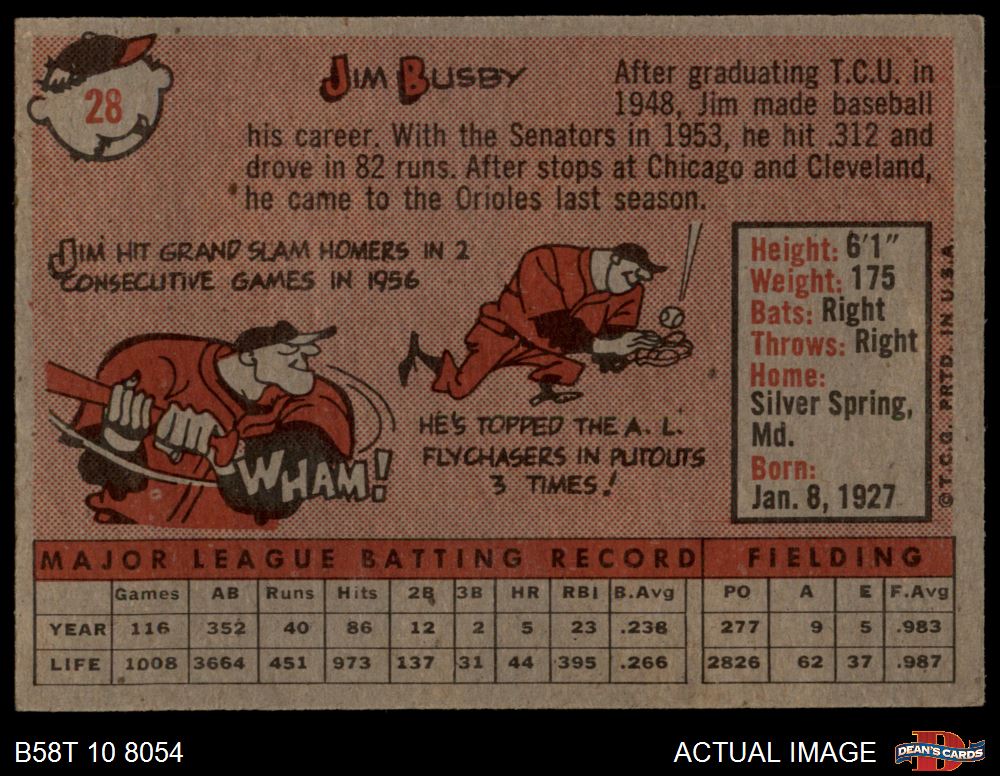 28
JIM BUSBY
After graduating T.C.U. in
1948, Jim made baseball
his career. With the Senators in 1953, he hit .312 and
drove in 82 runs. After stops at Chicago and Cleveland,
he came to the Orioles last season.
JIM HIT GRAND SLAM HOMERS IN 2
CONSECUTIVE GAMES IN 1956
WHAM!
HE'S TOPPED THE A. L.
FLYCHASERS IN PUTOUTS
3 TIMES!
Height: 6'1"
Weight: 175
Bats: Right
Throws: Right
Home:
Silver Spring,
Md.
Born:
Jan. 8, 1927
© T.C.G. PRTD. IN U.S.A.
MAJOR LEAGUE BATTING RECORD FIELDING
Games AB Runs Hits 2B 3B HR RBI B.Avg PO A E F.Avg
YEAR 116 352 40 86 12 2 5 23 .238 277 9 5 .983
LIFE 1008 3664 451 973 137 31 44 395 .266 2826 62 37 .987
B58T 10 8054
ACTUAL IMAGE
DEAN'S CARDS